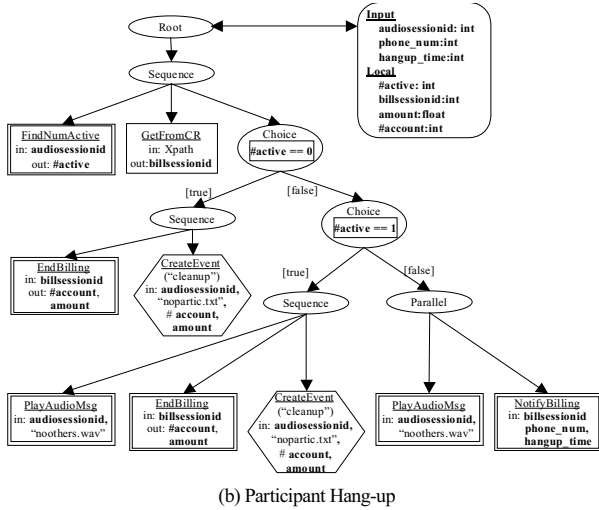 Root
Input
audiosessionid: int
phone_num:int
hangup_time:int
Local
#active: int
billsessionid:int
amount:float
#account:int
Sequence
FindNumActive
in: audiosessionid
out: #active
GetFromCR
in: Xpath
out:billsessionid
Choice
#active == 0
[true]
[false]
Sequence
Choice
#active == 1
EndBilling
in: billsessionid
out: #account,
amount
CreateEvent
("cleanup")
in: audiosessionid,
"nopartic.txt",
# account,
amount
[true]
[false]
Sequence
Parallel
PlayAudioMsg
in: audiosessionid,
"noothers.wav"
EndBilling
in: billsessionid
out: #account,
amount
CreateEvent
("cleanup")
in: audiosessionid,
"nopartic.txt",
# account,
amount
PlayAudioMsg
in: audiosessionid,
"noothers.wav"
NotifyBilling
in: billsessionid
phone_num,
hangup_time
(b) Participant Hang-up